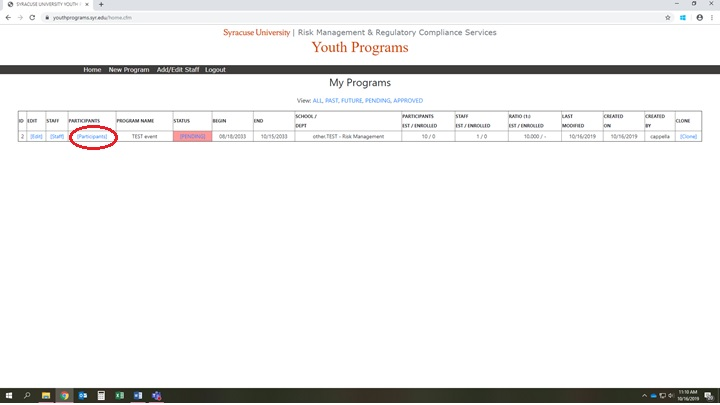 SYRACUSE UNIVERSITY YOUTH -
youthprograms.syr.edu/home.cfm
Syracuse University | Risk Management & Regulatory Compliance Services
Youth Programs
Home New Program Add/Edit Staff Logout
My Programs
View: ALL, PAST, FUTURE, PENDING, APPROVED
ID EDIT STAFF PARTICIPANTS PROGRAM NAME STATUS BEGIN END SCHOOL / DEPT PARTICIPANTS EST / ENROLLED STAFF EST / ENROLLED RATIO (1:) EST / ENROLLED LAST MODIFIED CREATED ON CREATED BY CLONE
2 [Edit] [Staff] [Participants] TEST event [PENDING] 08/18/2033 10/15/2033 other.TEST - Risk Management 10 / 0 1 / 0 10.000 / - 10/16/2019 10/16/2019 cappella [Clone]
11:10 AM
10/16/2019